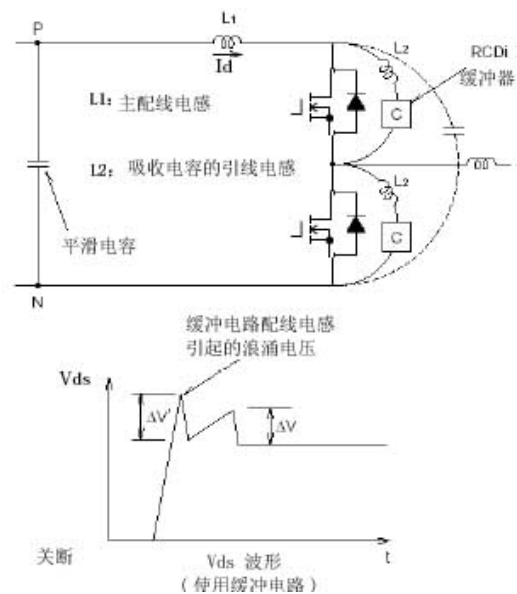 L1
P
Id
L2
RCDi
缓冲器
L1：主配线电感
C
L2：吸收电容的引线电感
L2
C
平滑电容
N
缓冲电路配线电感
引起的浪涌电压
Vds
ΔV'
ΔV
关断
Vds 波形
t
（使用缓冲电路）